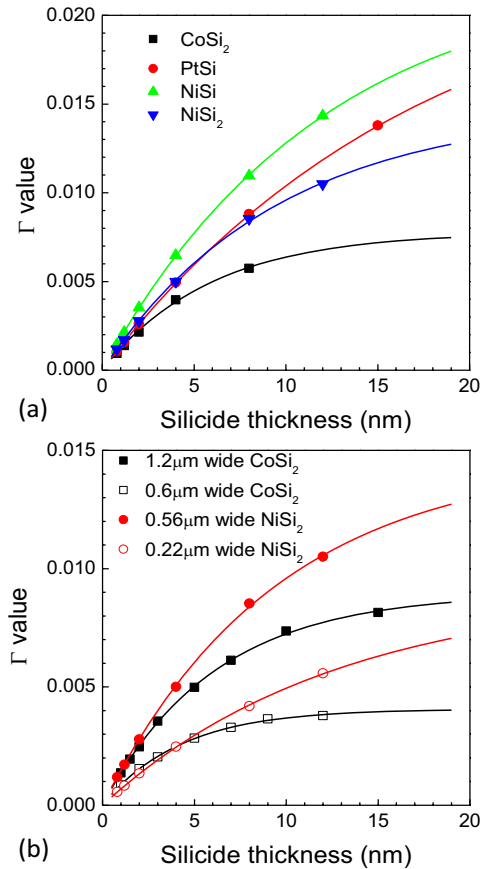 0.020
0.015
0.010
0.005
0.000
Γ value
CoSi₂
PtSi
NiSi
NiSi₂
0 5 10 15 20
Silicide thickness (nm)
(a)
0.015
0.010
0.005
0.000
Γ value
1.2μm wide CoSi₂
0.6μm wide CoSi₂
0.56μm wide NiSi₂
0.22μm wide NiSi₂
0 5 10 15 20
Silicide thickness (nm)
(b)